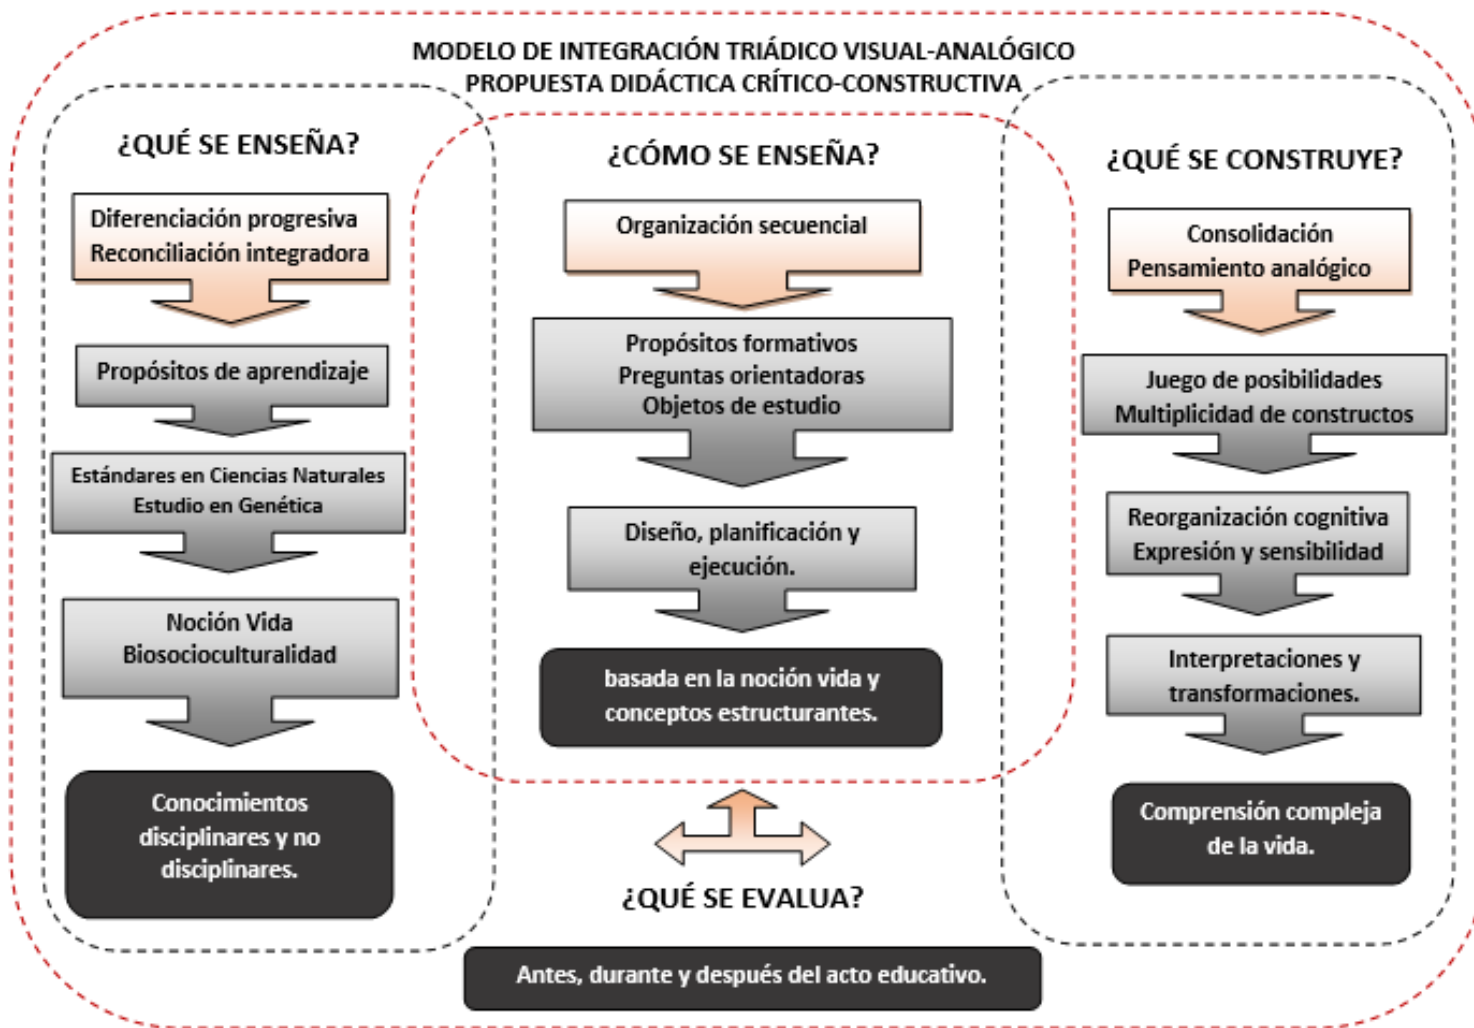 MODELO DE INTEGRACIÓN TRIÁDICO VISUAL-ANALÓGICO
PROPUESTA DIDÁCTICA CRÍTICO-CONSTRUCTIVA
¿QUÉ SE ENSEÑA?
Diferenciación progresiva
Reconciliación integradora
Propósitos de aprendizaje
Estándares en Ciencias Naturales
Estudio en Genética
Noción Vida
Biosocioculturalidad
Conocimientos
disciplinares y no
disciplinares.
¿CÓMO SE ENSEÑA?
Organización secuencial
Propósitos formativos
Preguntas orientadoras
Objetos de estudio
Diseño, planificación y
ejecución.
basada en la noción vida y
conceptos estructurantes.
¿QUÉ SE CONSTRUYE?
Consolidación
Pensamiento analógico
Juego de posibilidades
Multiplicidad de constructos
Reorganización cognitiva
Expresión y sensibilidad
Interpretaciones y
transformaciones.
Comprensión compleja
de la vida.
¿QUÉ SE EVALUA?
Antes, durante y después del acto educativo.